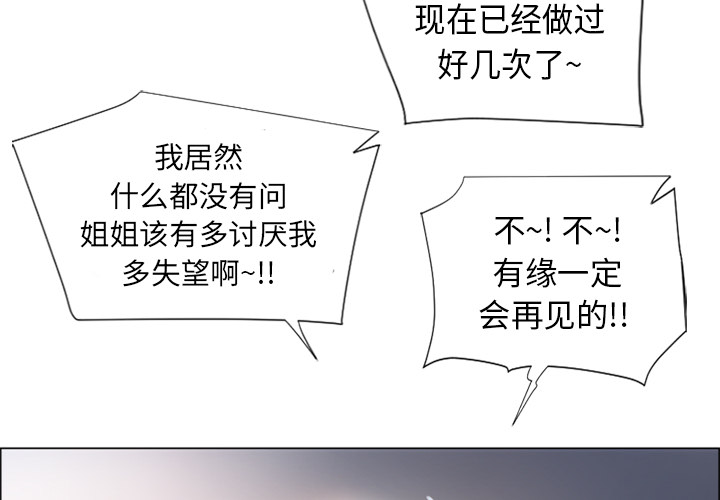 现在已经做过
好几次了~
我居然
什么都没有问
姐姐该有多讨厌我
多失望啊~!!
不~! 不~!
有缘一定
会再见的!!